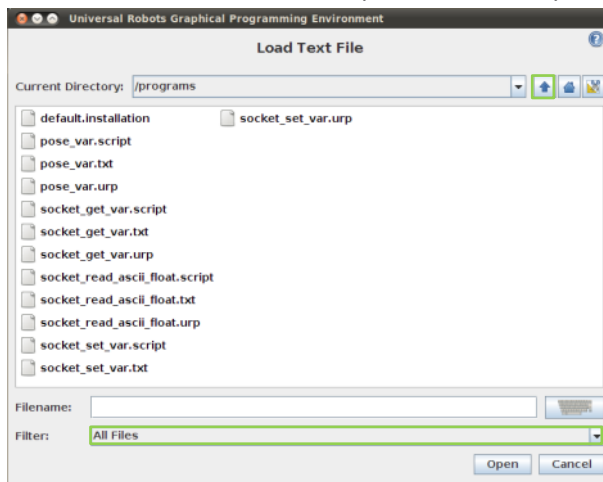 Universal Robots Graphical Programming Environment
Load Text File
Current Directory: /programs
default.installation
pose_var.script
pose_var.txt
pose_var.urp
socket_get_var.script
socket_get_var.txt
socket_get_var.urp
socket_read_ascii_float.script
socket_read_ascii_float.txt
socket_read_ascii_float.urp
socket_set_var.script
socket_set_var.txt
socket_set_var.urp
Filename:
Filter: All Files
Open Cancel